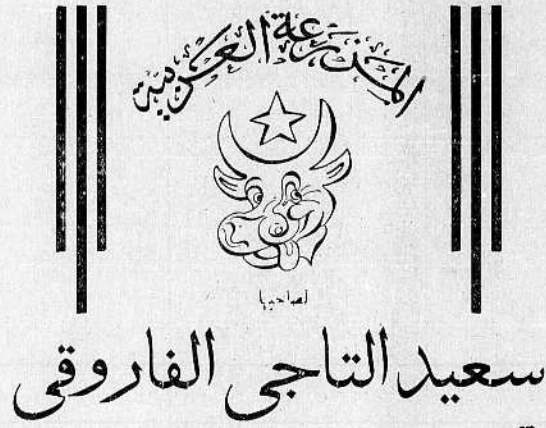 المزرعة العربية
لصاحبها
سعيد التاجى الفاروقى